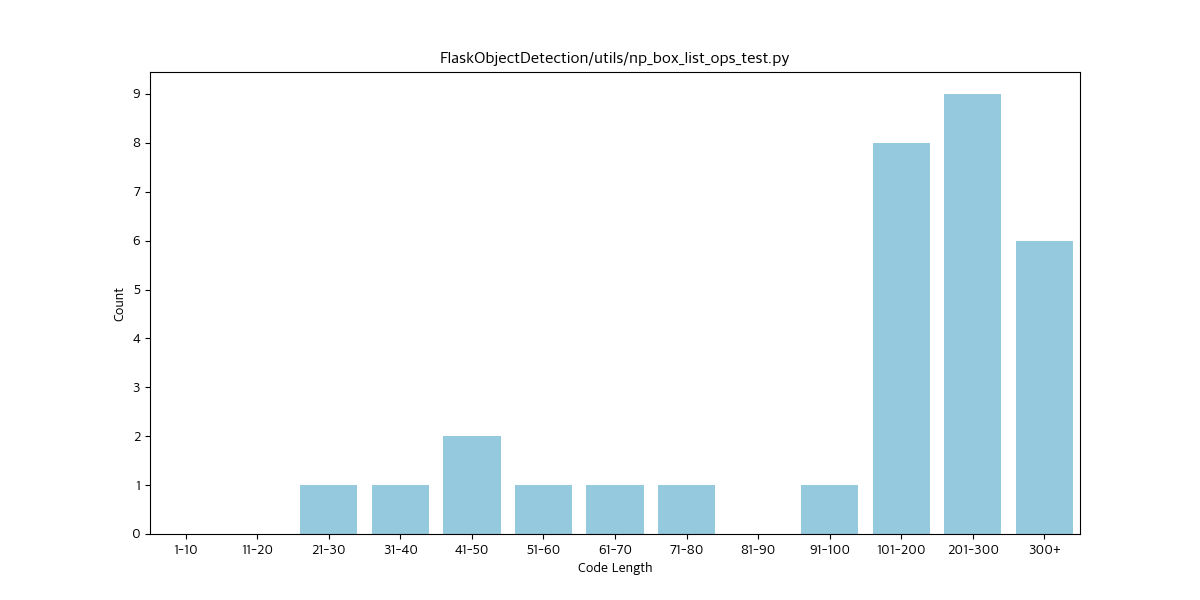 FlaskObjectDetection/utils/np_box_list_ops_test.py
9
8
7
6
5
4
3
2
1
0
Count
1-10 11-20 21-30 31-40 41-50 51-60 61-70 71-80 81-90 91-100 101-200 201-300 300+
Code Length